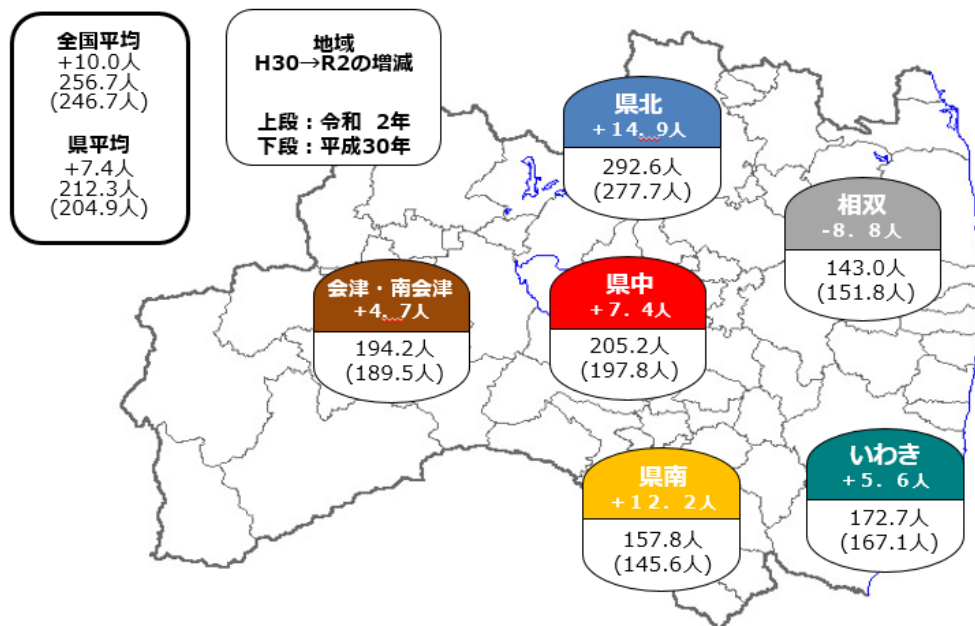 全国平均
+10.0人
256.7人
(246.7人)
県平均
+7.4人
212.3人
(204.9人)
地域
H30→R2の増減
上段：令和 2年
下段：平成30年
県北
+14．9人
292.6人
(277.7人)
相双
-8．8人
143.0人
(151.8人)
会津・南会津
+4．7人
194.2人
(189.5人)
県中
+7．4人
205.2人
(197.8人)
県南
+12．2人
157.8人
(145.6人)
いわき
+5．6人
172.7人
(167.1人)